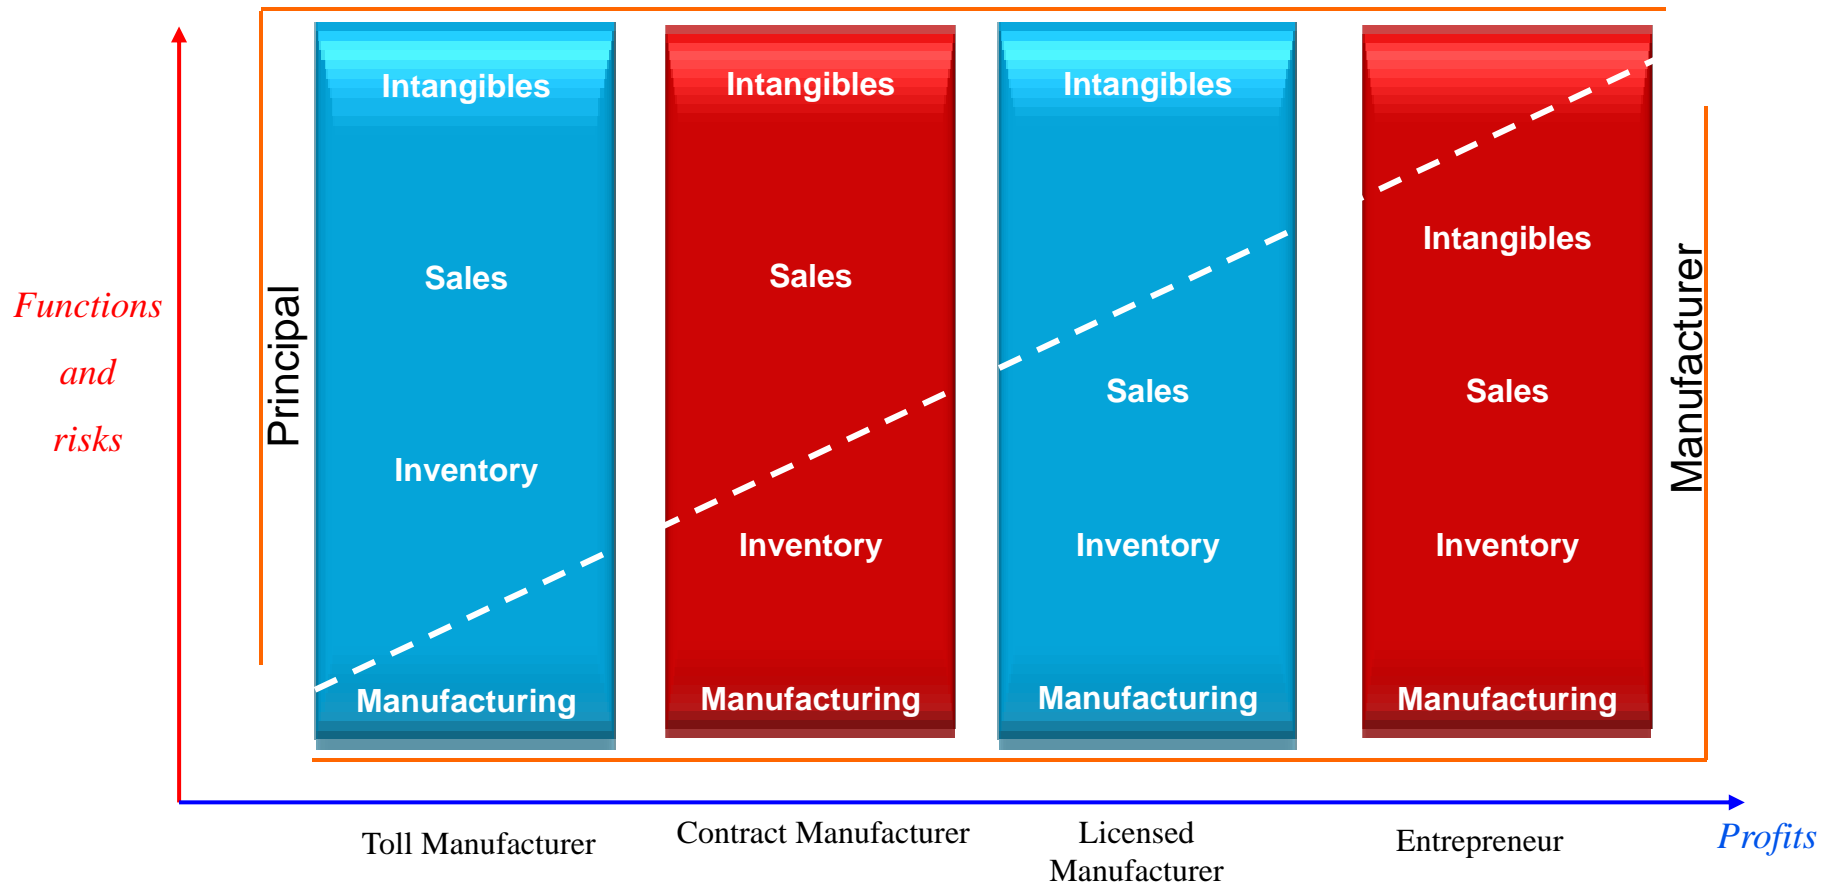 Functions
and
risks
Principal
Intangibles
Sales
Inventory
Manufacturing
Intangibles
Sales
Inventory
Manufacturing
Intangibles
Sales
Inventory
Manufacturing
Intangibles
Sales
Inventory
Manufacturing
Manufacturer
Toll Manufacturer
Contract Manufacturer
Licensed
Manufacturer
Entrepreneur
Profits